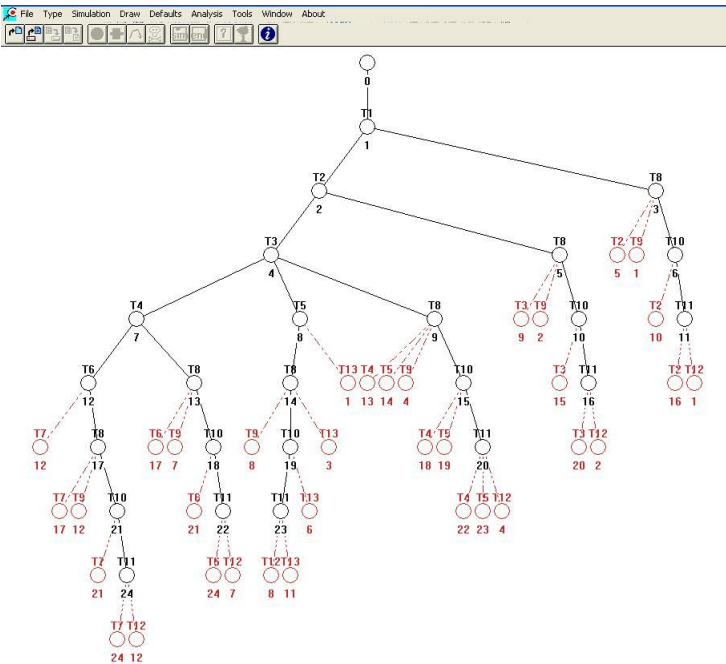 File Type Simulation Draw Defaults Analysis Tools Window About
0
T1
1
T2 T8
2 3
T3 T8 T2 T9 T10
4 5 5 1 6
T4 T5 T8 T3 T9 T10 T2 T11
7 8 9 9 2 10 10 11
T6 T8 T8 T13 T4 T5 T9 T10 T3 T11 T2 T12
12 13 14 1 13 14 4 15 15 16 16 1
T7 T8 T6 T9 T10 T9 T10 T13 T4 T5 T11 T3 T12
12 17 17 7 18 8 19 3 18 19 20 20 2
T7 T9 T10 T6 T11 T11 T13 T4 T5 T12
17 12 21 21 22 23 6 22 23 4
T7 T11 T6 T12 T12 T13
21 24 24 7 8 11
T7 T12
24 12